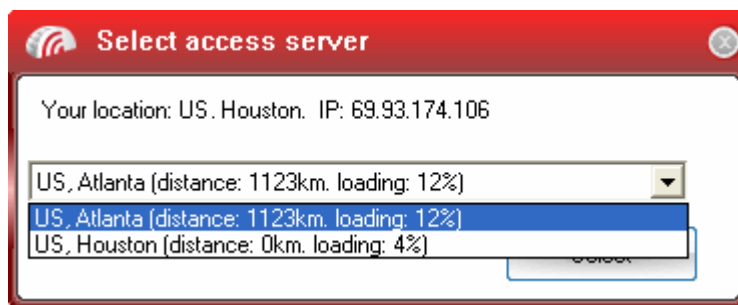 Select access server
Your location: US. Houston. IP: 69.93.174.106
US, Atlanta (distance: 1123km. loading: 12%)
US, Atlanta (distance: 1123km. loading: 12%)
US, Houston (distance: 0km. loading: 4%)